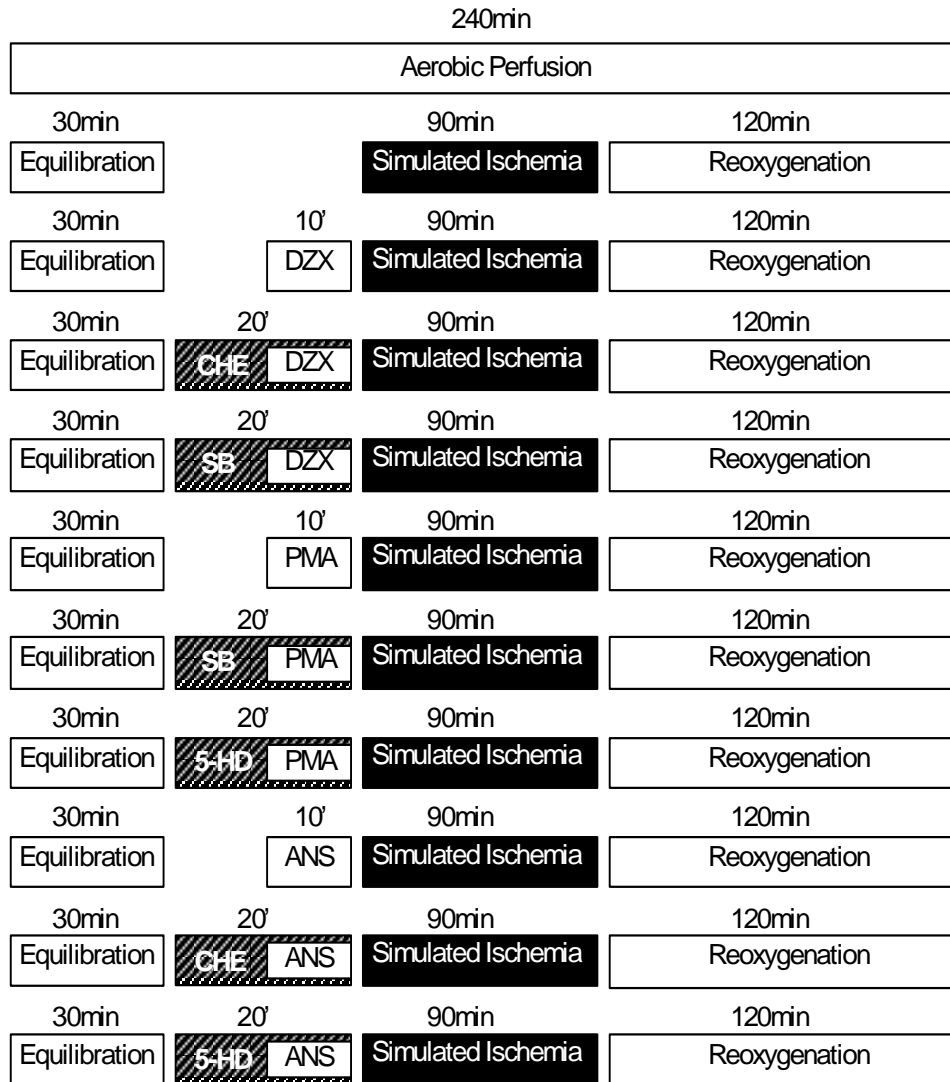 240min
Aerobic Perfusion
30min 90min 120min
Equilibration Simulated Ischemia Reoxygenation
30min 10' 90min 120min
Equilibration DZX Simulated Ischemia Reoxygenation
30min 20' 90min 120min
Equilibration CHE DZX Simulated Ischemia Reoxygenation
30min 20' 90min 120min
Equilibration SB DZX Simulated Ischemia Reoxygenation
30min 10' 90min 120min
Equilibration PMA Simulated Ischemia Reoxygenation
30min 20' 90min 120min
Equilibration SB PMA Simulated Ischemia Reoxygenation
30min 20' 90min 120min
Equilibration 5-HD PMA Simulated Ischemia Reoxygenation
30min 10' 90min 120min
Equilibration ANS Simulated Ischemia Reoxygenation
30min 20' 90min 120min
Equilibration CHE ANS Simulated Ischemia Reoxygenation
30min 20' 90min 120min
Equilibration 5-HD ANS Simulated Ischemia Reoxygenation